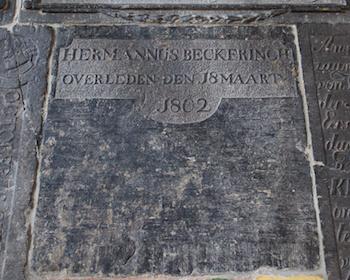 HERMANNUS BECKERINGH
OVERLEDEN DEN 18 MAART
1802